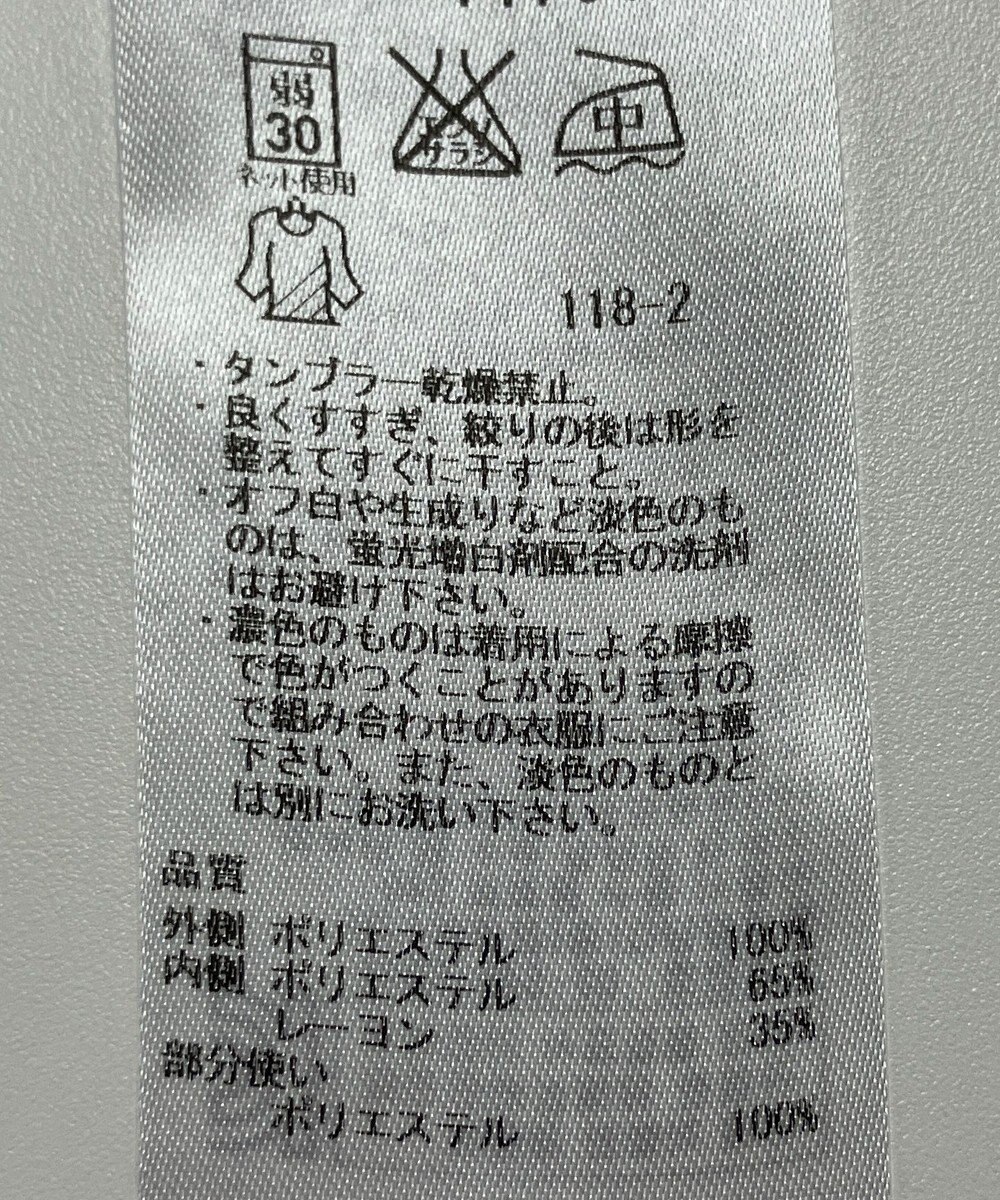 弱
30
ネット使用
エンソ
サラシ
中
118-2
・タンブラー乾燥禁止。
・良くすすぎ、絞りの後は形を
整えてすぐに干すこと。
・オフ白や生成りなど淡色のも
のは、蛍光増白剤配合の洗剤
はお避け下さい。
・濃色のものは着用による摩擦
で色がつくことがありますの
で組み合わせの衣服にご注意
下さい。また、淡色のものと
は別にお洗い下さい。
品質
外側 ポリエステル 100%
内側 ポリエステル 65%
レーヨン 35%
部分使い
ポリエステル 100%